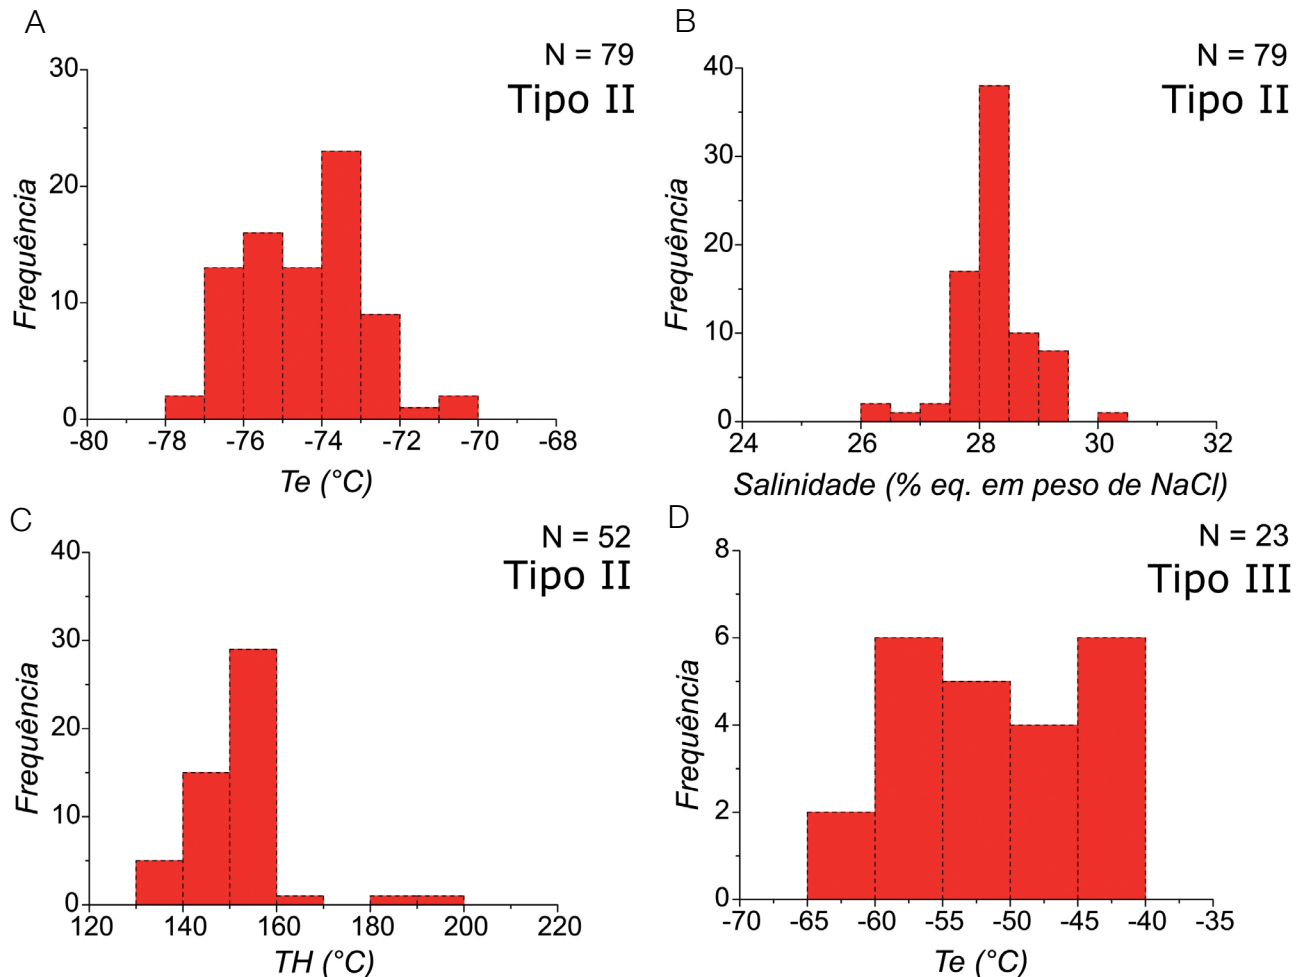 A
N = 79
Tipo II
30
20
10
0
Frequência
-80 -78 -76 -74 -72 -70 -68
Te (°C)
B
N = 79
Tipo II
40
30
20
10
0
Frequência
24 26 28 30 32
Salinidade (% eq. em peso de NaCl)
C
N = 52
Tipo II
40
30
20
10
0
Frequência
120 140 160 180 200 220
TH (°C)
D
N = 23
Tipo III
8
6
4
2
0
Frequência
-70 -65 -60 -55 -50 -45 -40 -35
Te (°C)